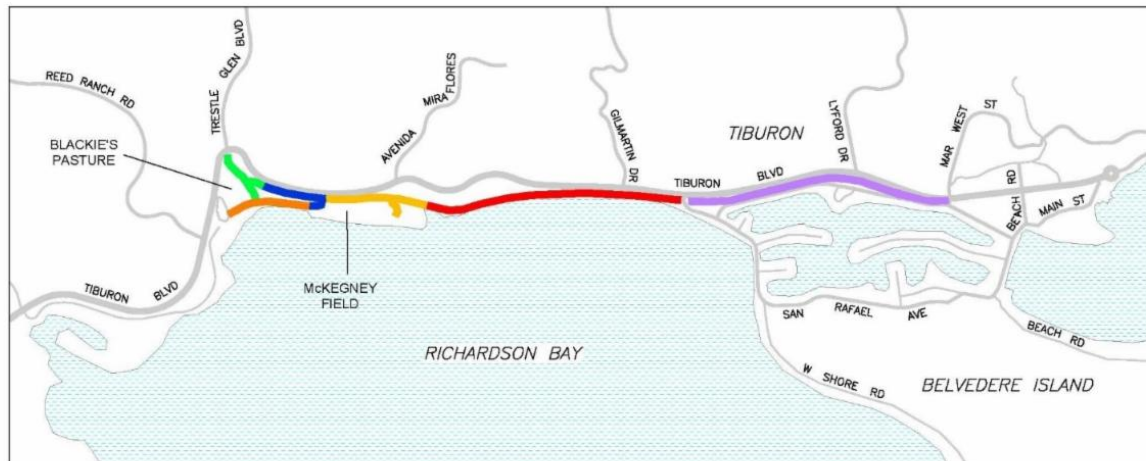 REED RANCH RD
TRESTLE GLEN BLVD
BLACKIE'S
PASTURE
AVENIDA MIRA FLORES
GILMARTIN DR
TIBURON
LYFORD DR
MAR WEST ST
TIBURON BLVD
BEACH RD
MAIN ST
McKEGNEY
FIELD
TIBURON BLVD
SAN RAFAEL AVE
BEACH RD
RICHARDSON BAY
W SHORE RD
BELVEDERE ISLAND